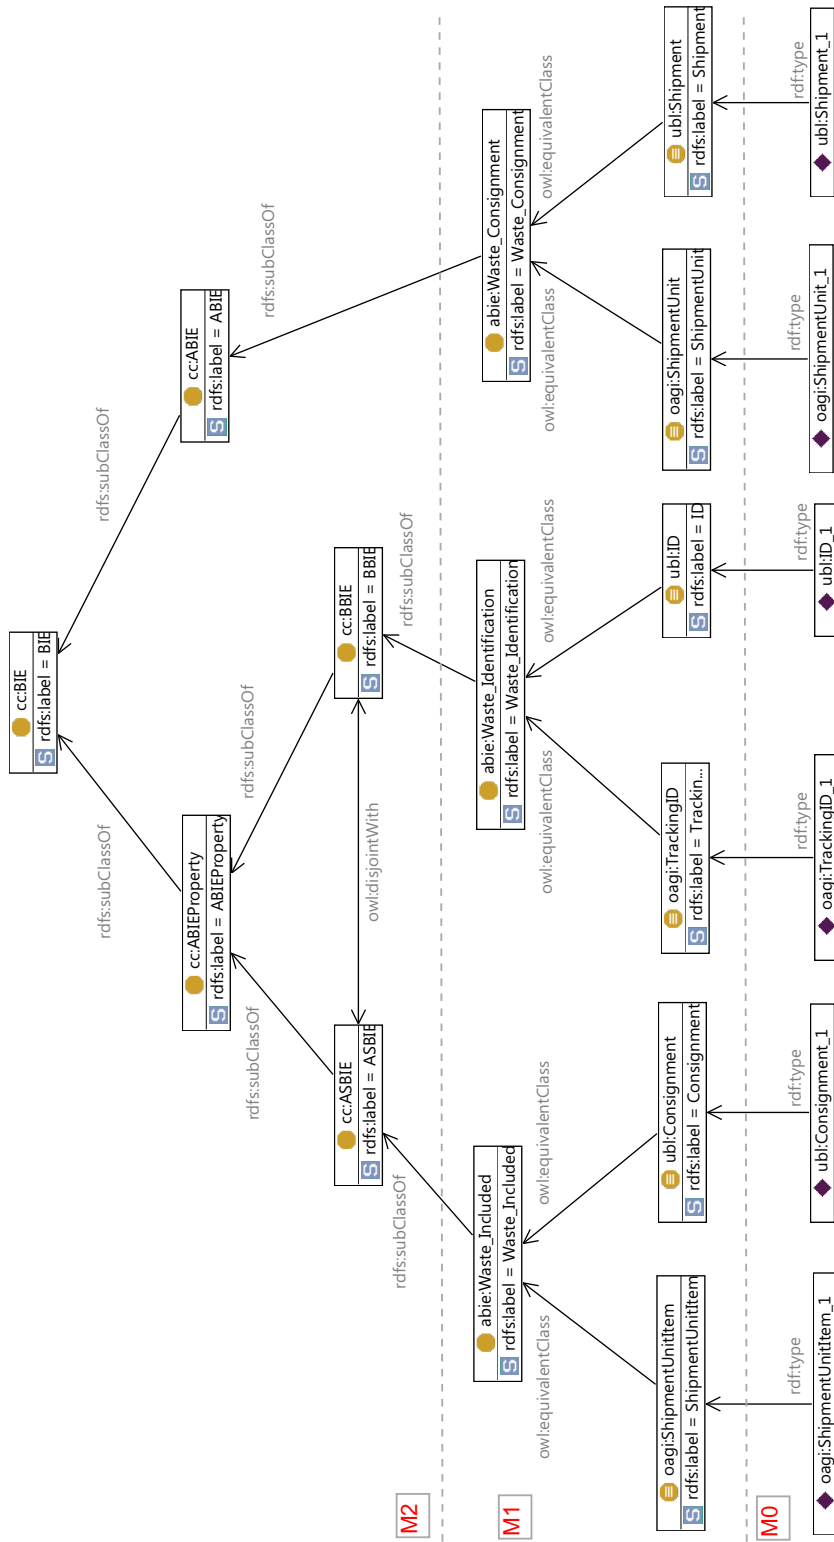 cc:BIE
rdfs:label = BIE
rdfs:subClassOf
rdfs:subClassOf
cc:ABIEProperty
rdfs:label = ABIEProperty
cc:ABIE
rdfs:label = ABIE
rdfs:subClassOf
rdfs:subClassOf
rdfs:subClassOf
cc:ASBIE
rdfs:label = ASBIE
owl:disjointWith
cc:BBIE
rdfs:label = BBIE
rdfs:subClassOf
rdfs:subClassOf
M2
M1
abie:Waste_Included
rdfs:label = Waste_Included
abie:Waste_Identification
rdfs:label = Waste_Identification
abie:Waste_Consignment
rdfs:label = Waste_Consignment
owl:equivalentClass
owl:equivalentClass
owl:equivalentClass
owl:equivalentClass
owl:equivalentClass
owl:equivalentClass
oagi:ShipmentUnitItem
rdfs:label = ShipmentUnitItem
ubl:Consignment
rdfs:label = Consignment
oagi:TrackingID
rdfs:label = Trackin...
ubl:ID
rdfs:label = ID
oagi:ShipmentUnit
rdfs:label = ShipmentUnit
ubl:Shipment
rdfs:label = Shipment
M0
rdf:type
rdf:type
rdf:type
rdf:type
rdf:type
rdf:type
oagi:ShipmentUnitItem_1
ubl:Consignment_1
oagi:TrackingID_1
ubl:ID_1
oagi:ShipmentUnit_1
ubl:Shipment_1